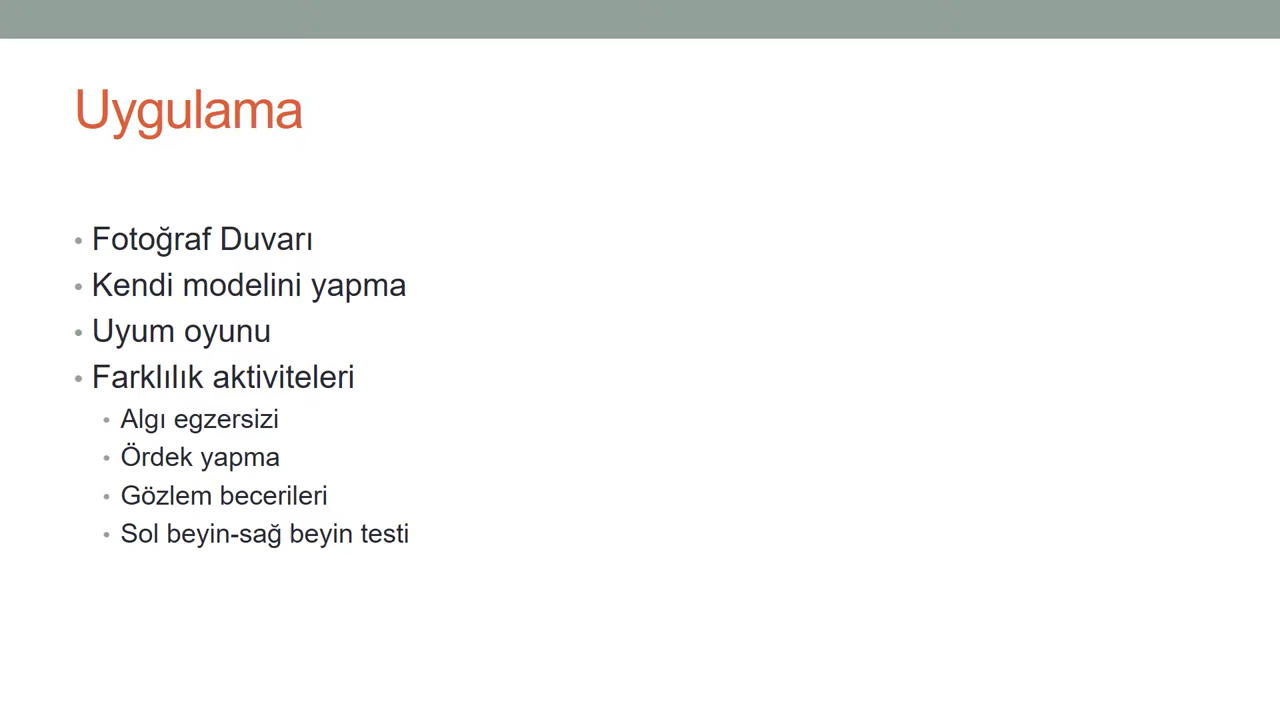 Uygulama
• Fotoğraf Duvarı
• Kendi modelini yapma
• Uyum oyunu
• Farklılık aktiviteleri
• Algı egzersizi
• Ördek yapma
• Gözlem becerileri
• Sol beyin-sağ beyin testi